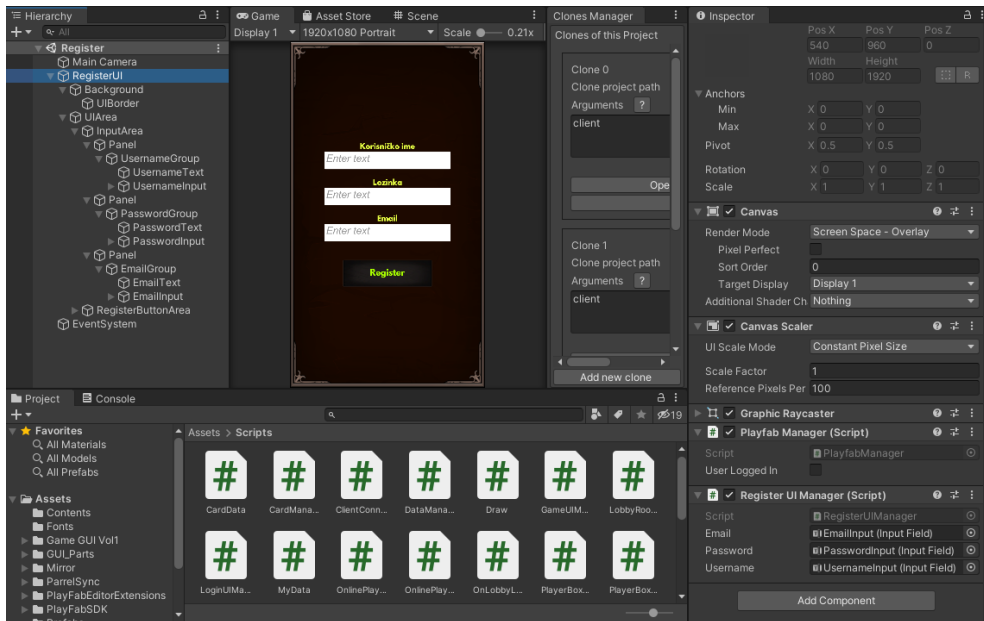 Hierarchy
All
Register
Main Camera
RegisterUI
Background
UIBorder
UIArea
InputArea
Panel
UsernameGroup
UsernameText
UsernameInput
Panel
PasswordGroup
PasswordText
PasswordInput
Panel
EmailGroup
EmailText
EmailInput
RegisterButtonArea
EventSystem
Game
Asset Store
Scene
Display 1
1920x1080 Portrait
Scale
0.21x
Korisničko ime
Enter text
Lozinka
Enter text
Email
Enter text
Register
Clones Manager
Clones of this Project
Clone 0
Clone project path
Arguments ?
client
Ope
Clone 1
Clone project path
Arguments ?
client
Add new clone
Inspector
Pos X Pos Y Pos Z
540 960 0
Width Height
1080 1920 R
Anchors
Min X 0 Y 0
Max X 0 Y 0
Pivot X 0.5 Y 0.5
Rotation X 0 Y 0 Z 0
Scale X 1 Y 1 Z 1
Canvas
Render Mode Screen Space - Overlay
Pixel Perfect
Sort Order 0
Target Display Display 1
Additional Shader Ch Nothing
Canvas Scaler
UI Scale Mode Constant Pixel Size
Scale Factor 1
Reference Pixels Per 100
Graphic Raycaster
# Playfab Manager (Script)
Script PlayfabManager
User Logged In
# Register UI Manager (Script)
Script RegisterUIManager
Email EmailInput (Input Field)
Password PasswordInput (Input Field)
Username UsernameInput (Input Field)
Add Component
Project
Console
19
Favorites
All Materials
All Models
All Prefabs
Assets
Contents
Fonts
Game GUI Vol1
GUI_Parts
Mirror
ParrelSync
PlayFabEditorExtensions
PlayFabSDK
Assets > Scripts
# # # # # # #
CardData CardMana... ClientConn... DataMana... Draw GameUIM... LobbyRoo...
# # # # # # #
LoginUIMa... MyData OnlinePlay... OnlinePlay... OnLobbyL... PlayerBox... PlayerBox...